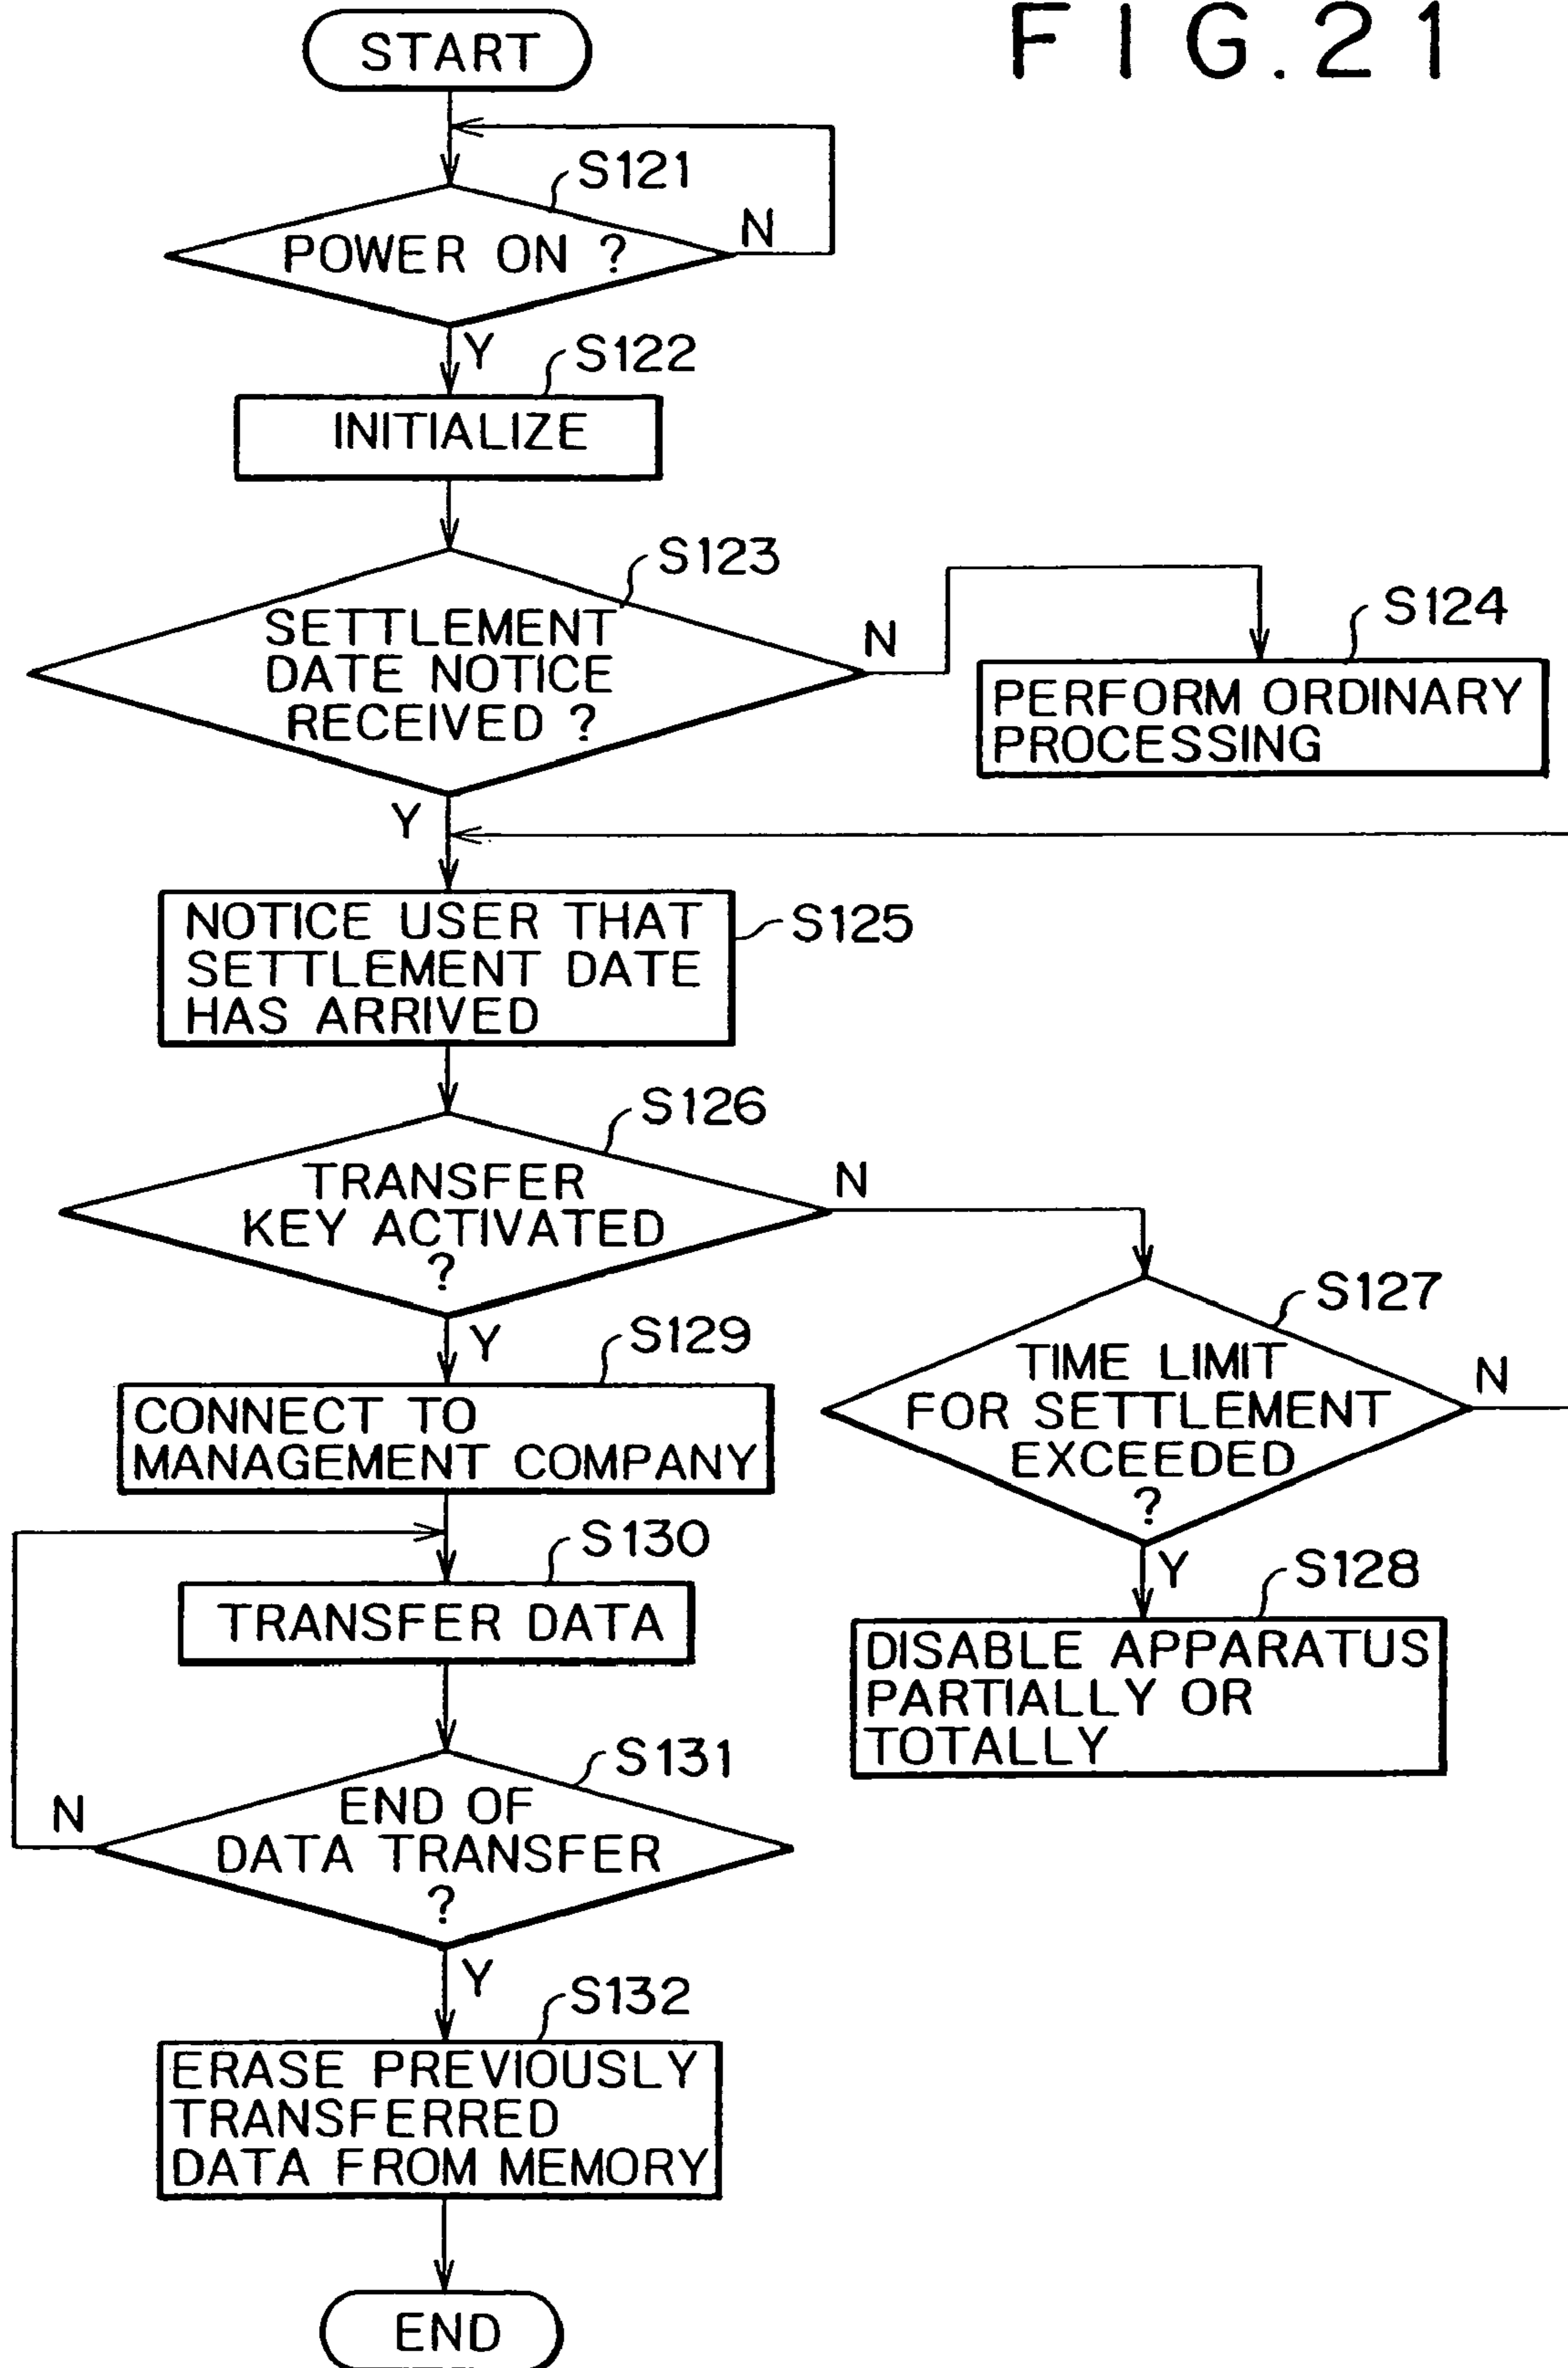 FIG.21
START
S121
POWER ON ?
N
Y
S122
INITIALIZE
S123
SETTLEMENT
DATE NOTICE
RECEIVED ?
N
S124
PERFORM ORDINARY
PROCESSING
Y
NOTICE USER THAT
SETTLEMENT DATE
HAS ARRIVED
S125
S126
TRANSFER
KEY ACTIVATED
?
N
S127
TIME LIMIT
FOR SETTLEMENT
EXCEEDED
?
N
Y
S128
DISABLE APPARATUS
PARTIALLY OR
TOTALLY
Y
S129
CONNECT TO
MANAGEMENT COMPANY
S130
TRANSFER DATA
S131
END OF
DATA TRANSFER
?
N
Y
S132
ERASE PREVIOUSLY
TRANSFERRED
DATA FROM MEMORY
END